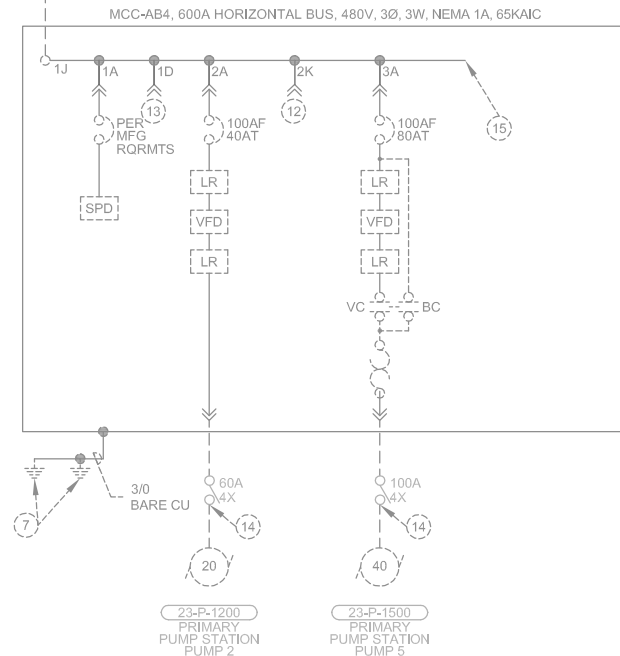 MCC-AB4, 600A HORIZONTAL BUS, 480V, 3Ø, 3W, NEMA 1A, 65KAIC
1J
1A
1D
2A
2K
3A
13
12
15
PER
MFG
RQRMTS
100AF
40AT
100AF
80AT
SPD
LR
VFD
LR
LR
VFD
LR
VC
BC
3/0
BARE CU
7
60A
4X
14
100A
4X
14
20
40
23-P-1200
PRIMARY
PUMP STATION
PUMP 2
23-P-1500
PRIMARY
PUMP STATION
PUMP 5